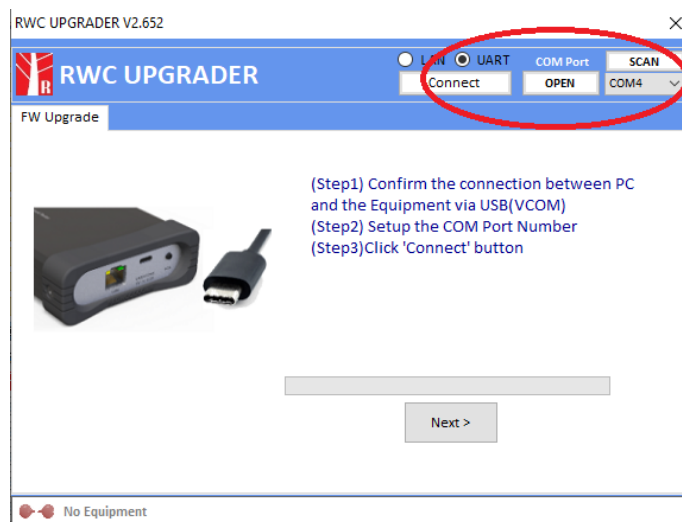 RWC UPGRADER V2.652
R
RWC UPGRADER
LAN
UART
COM Port
SCAN
Connect
OPEN
COM4
FW Upgrade
(Step1) Confirm the connection between PC
and the Equipment via USB(VCOM)
(Step2) Setup the COM Port Number
(Step3)Click 'Connect' button
Next >
No Equipment